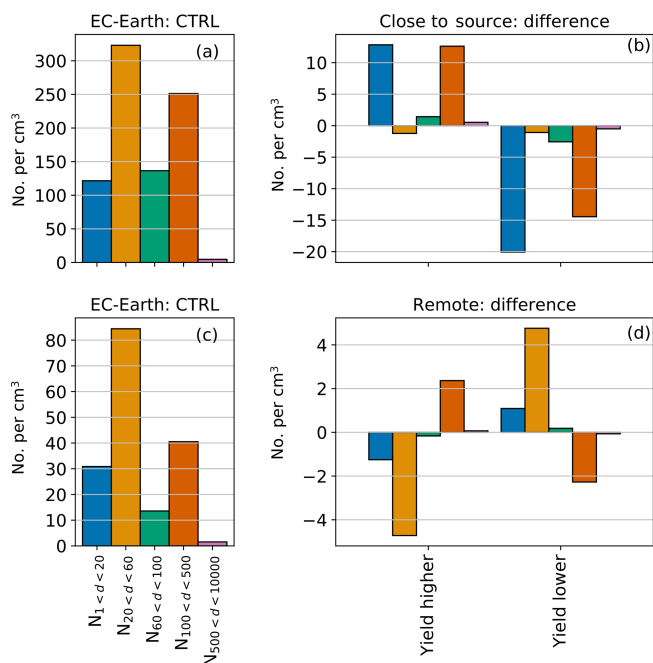 EC-Earth: CTRL
Close to source: difference
(a)
(b)
No. per cm³
300
250
200
150
100
50
0
No. per cm³
10
5
0
−5
−10
−15
−20
EC-Earth: CTRL
Remote: difference
(c)
(d)
No. per cm³
80
70
60
50
40
30
20
10
0
No. per cm³
4
2
0
−2
−4
N₁ < d < 20
N₂₀ < d < 60
N₆₀ < d < 100
N₁₀₀ < d < 500
N₅₀₀ < d < 10000
Yield higher
Yield lower